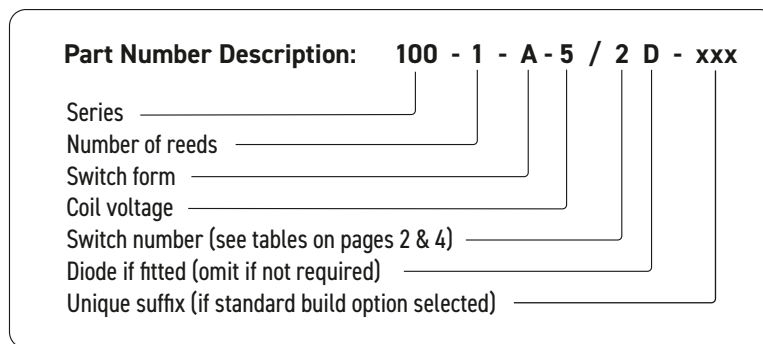 Part Number Description: 100 - 1 - A - 5 / 2 D - xxx
Series
Number of reeds
Switch form
Coil voltage
Switch number (see tables on pages 2 & 4)
Diode if fitted (omit if not required)
Unique suffix (if standard build option selected)